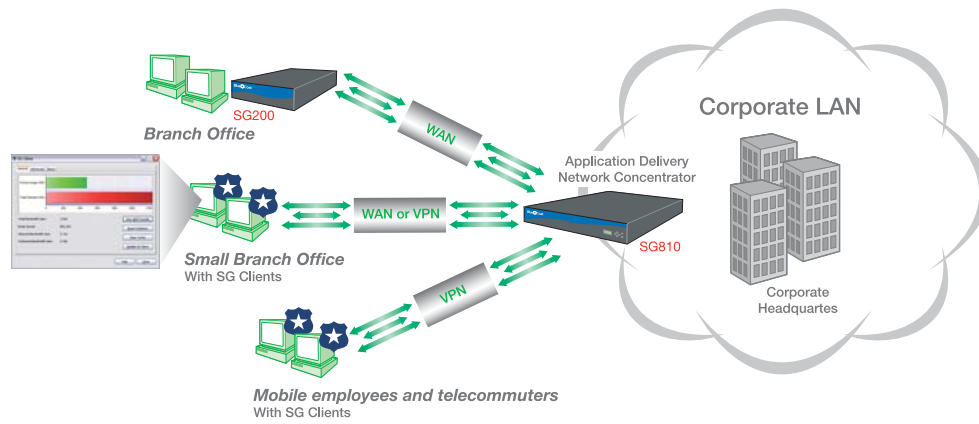 SG200
Branch Office
WAN
Corporate LAN
Application Delivery
Network Concentrator
WAN or VPN
SG810
Small Branch Office
With SG Clients
VPN
Corporate
Headquartes
Mobile employees and telecommuters
With SG Clients